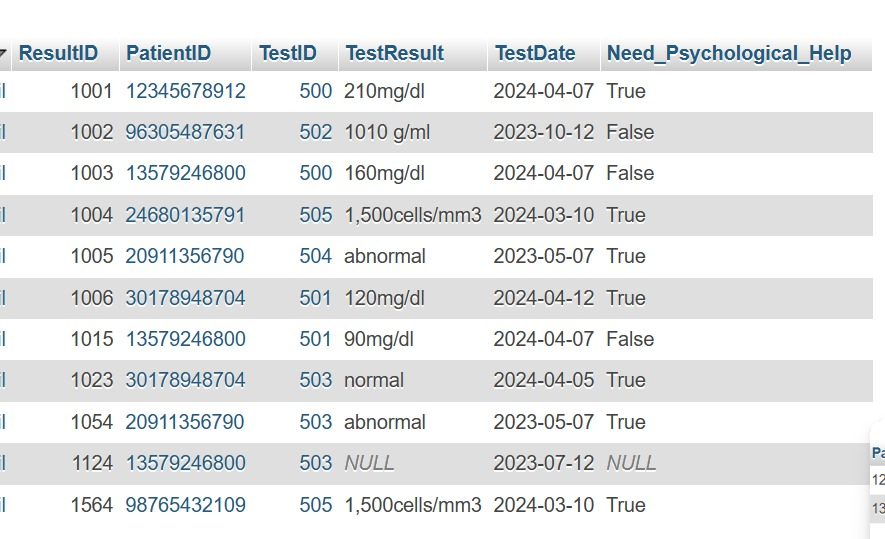 ResultID PatientID TestID TestResult TestDate Need_Psychological_Help
1001 12345678912 500 210mg/dl 2024-04-07 True
1002 96305487631 502 1010 g/ml 2023-10-12 False
1003 13579246800 500 160mg/dl 2024-04-07 False
1004 24680135791 505 1,500cells/mm3 2024-03-10 True
1005 20911356790 504 abnormal 2023-05-07 True
1006 30178948704 501 120mg/dl 2024-04-12 True
1015 13579246800 501 90mg/dl 2024-04-07 False
1023 30178948704 503 normal 2024-04-05 True
1054 20911356790 503 abnormal 2023-05-07 True
1124 13579246800 503 NULL 2023-07-12 NULL
1564 98765432109 505 1,500cells/mm3 2024-03-10 True